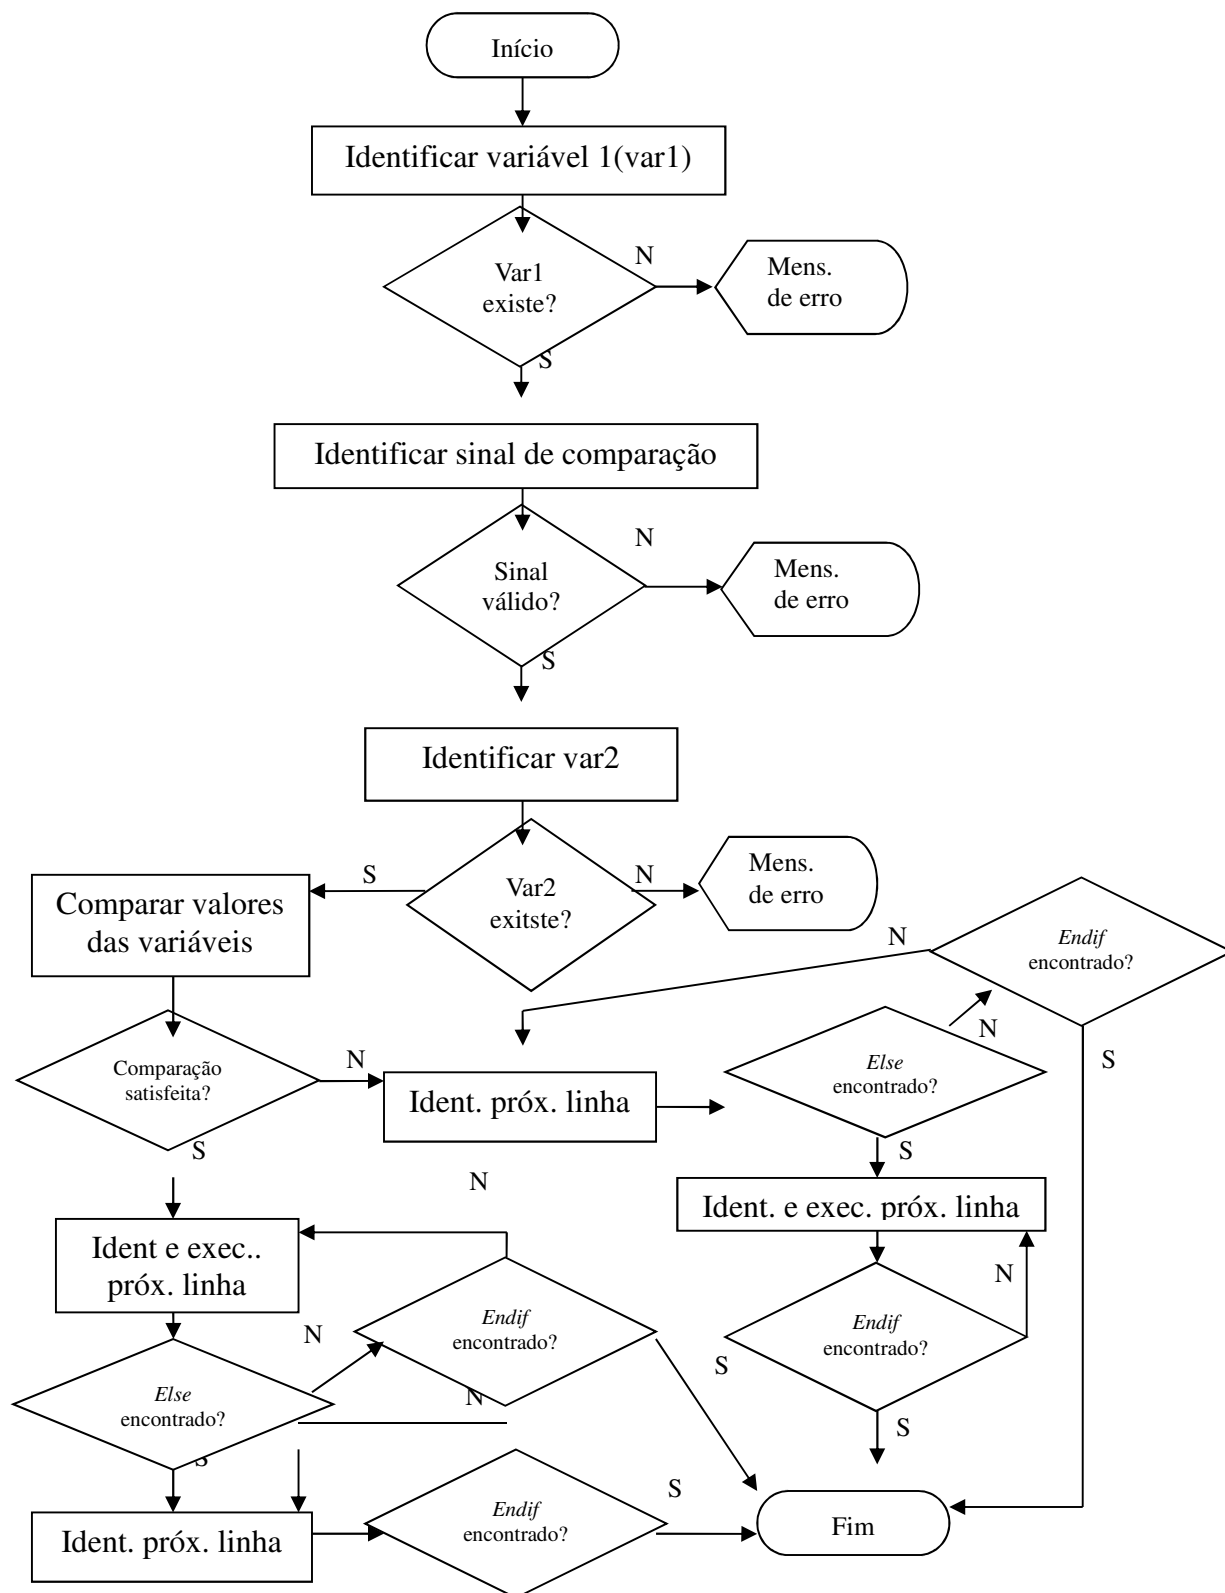 Início
Identificar variável 1(var1)
N
Var1
existe?
Mens.
de erro
S
Identificar sinal de comparação
N
Sinal
válido?
Mens.
de erro
S
Identificar var2
S
Var2
exitste?
N
Mens.
de erro
Comparar valores
das variáveis
N
Endif
encontrado?
N
S
Comparação
satisfeita?
N
Ident. próx. linha
Else
encontrado?
S
S
N
Ident. e exec. próx. linha
Ident e exec..
próx. linha
N
N
Endif
encontrado?
Endif
encontrado?
S
Else
encontrado?
N
S
S
S
Ident. próx. linha
Endif
encontrado?
Fim